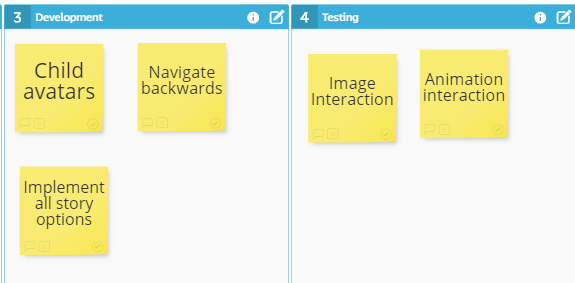 3 Development
Child
avatars
Navigate
backwards
Implement
all story
options
4 Testing
Image
Interaction
Animation
interaction